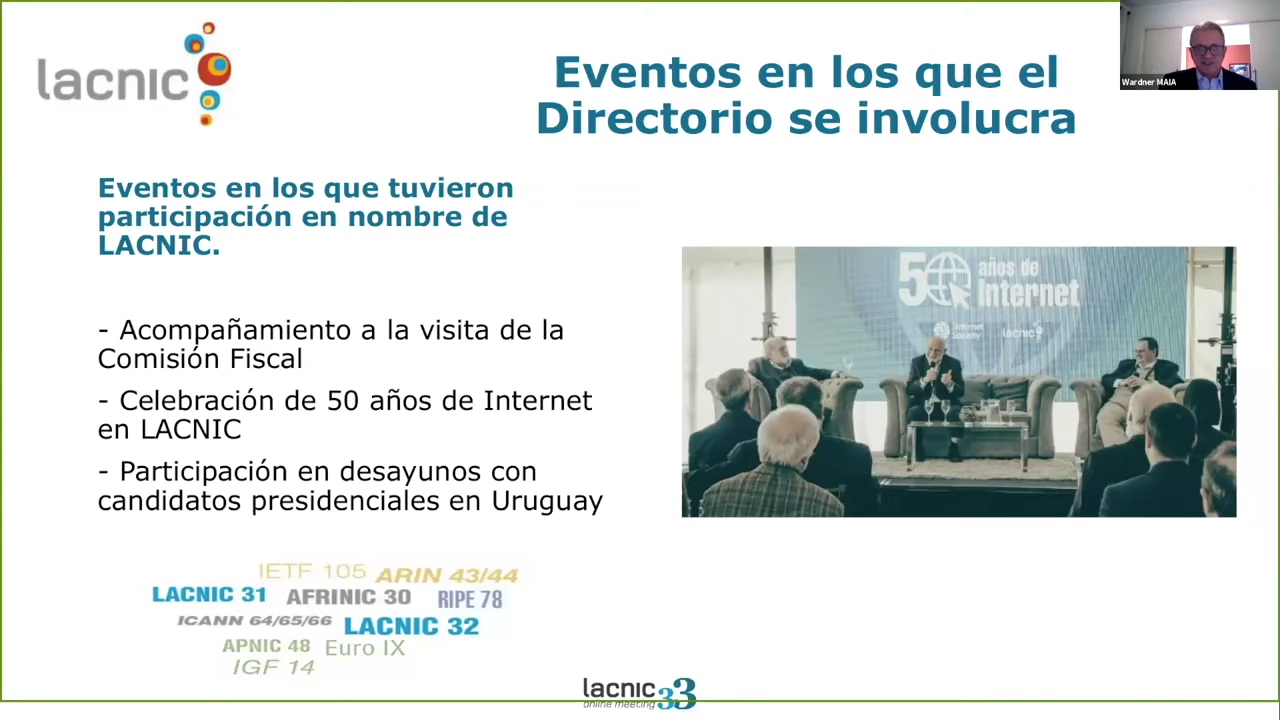 lacnic
Eventos en los que el
Directorio se involucra
Wardner MAIA
Eventos en los que tuvieron
participación en nombre de
LACNIC.
- Acompañamiento a la visita de la
Comisión Fiscal
- Celebración de 50 años de Internet
en LACNIC
- Participación en desayunos con
candidatos presidenciales en Uruguay
50 años de
Internet
Internet
Society
lacnic
IETF 105 ARIN 43/44
LACNIC 31 AFRINIC 30 RIPE 78
ICANN 64/65/66 LACNIC 32
APNIC 48 Euro IX
IGF 14
lacnic 33
online meeting